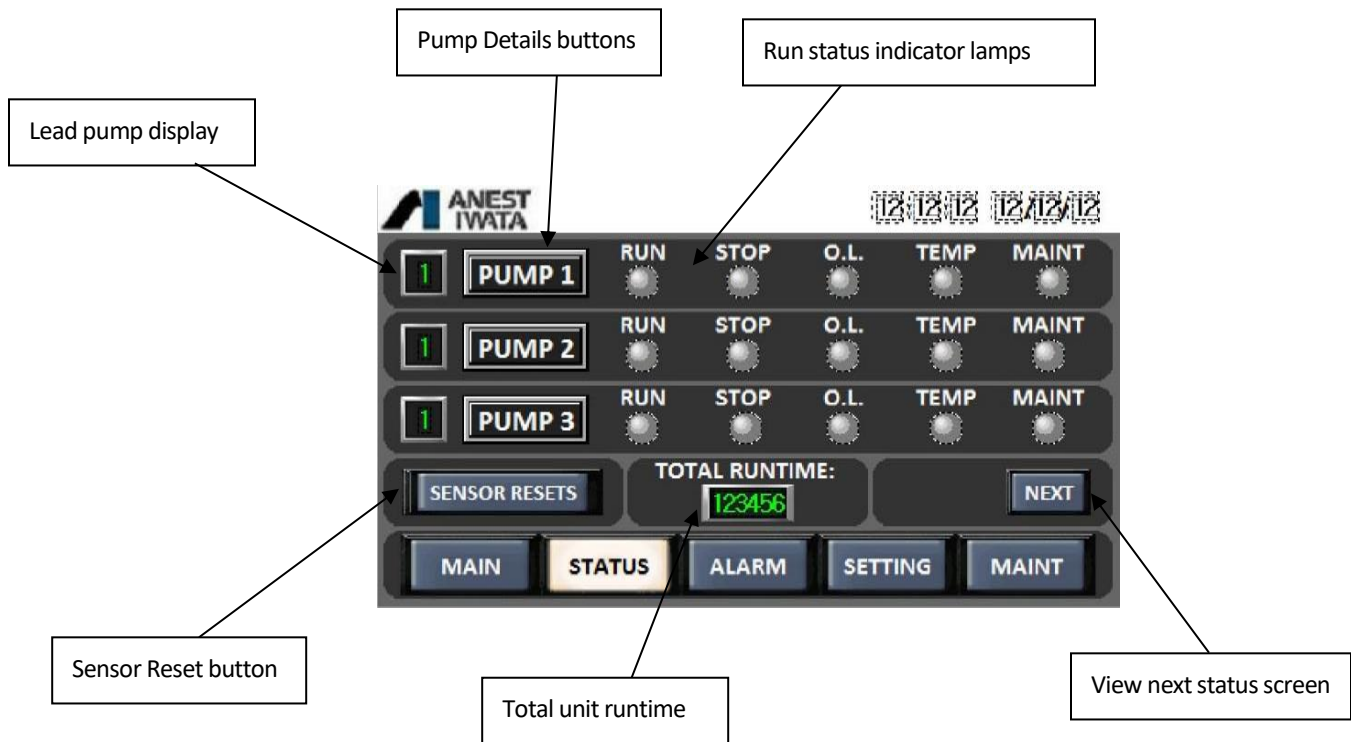 Pump Details buttons
Run status indicator lamps
Lead pump display
ANEST
IWATA
12:12:12 12/12/12
RUN STOP O.L. TEMP MAINT
1 PUMP 1
RUN STOP O.L. TEMP MAINT
1 PUMP 2
RUN STOP O.L. TEMP MAINT
1 PUMP 3
TOTAL RUNTIME:
SENSOR RESETS 123456 NEXT
MAIN STATUS ALARM SETTING MAINT
Sensor Reset button
Total unit runtime
View next status screen